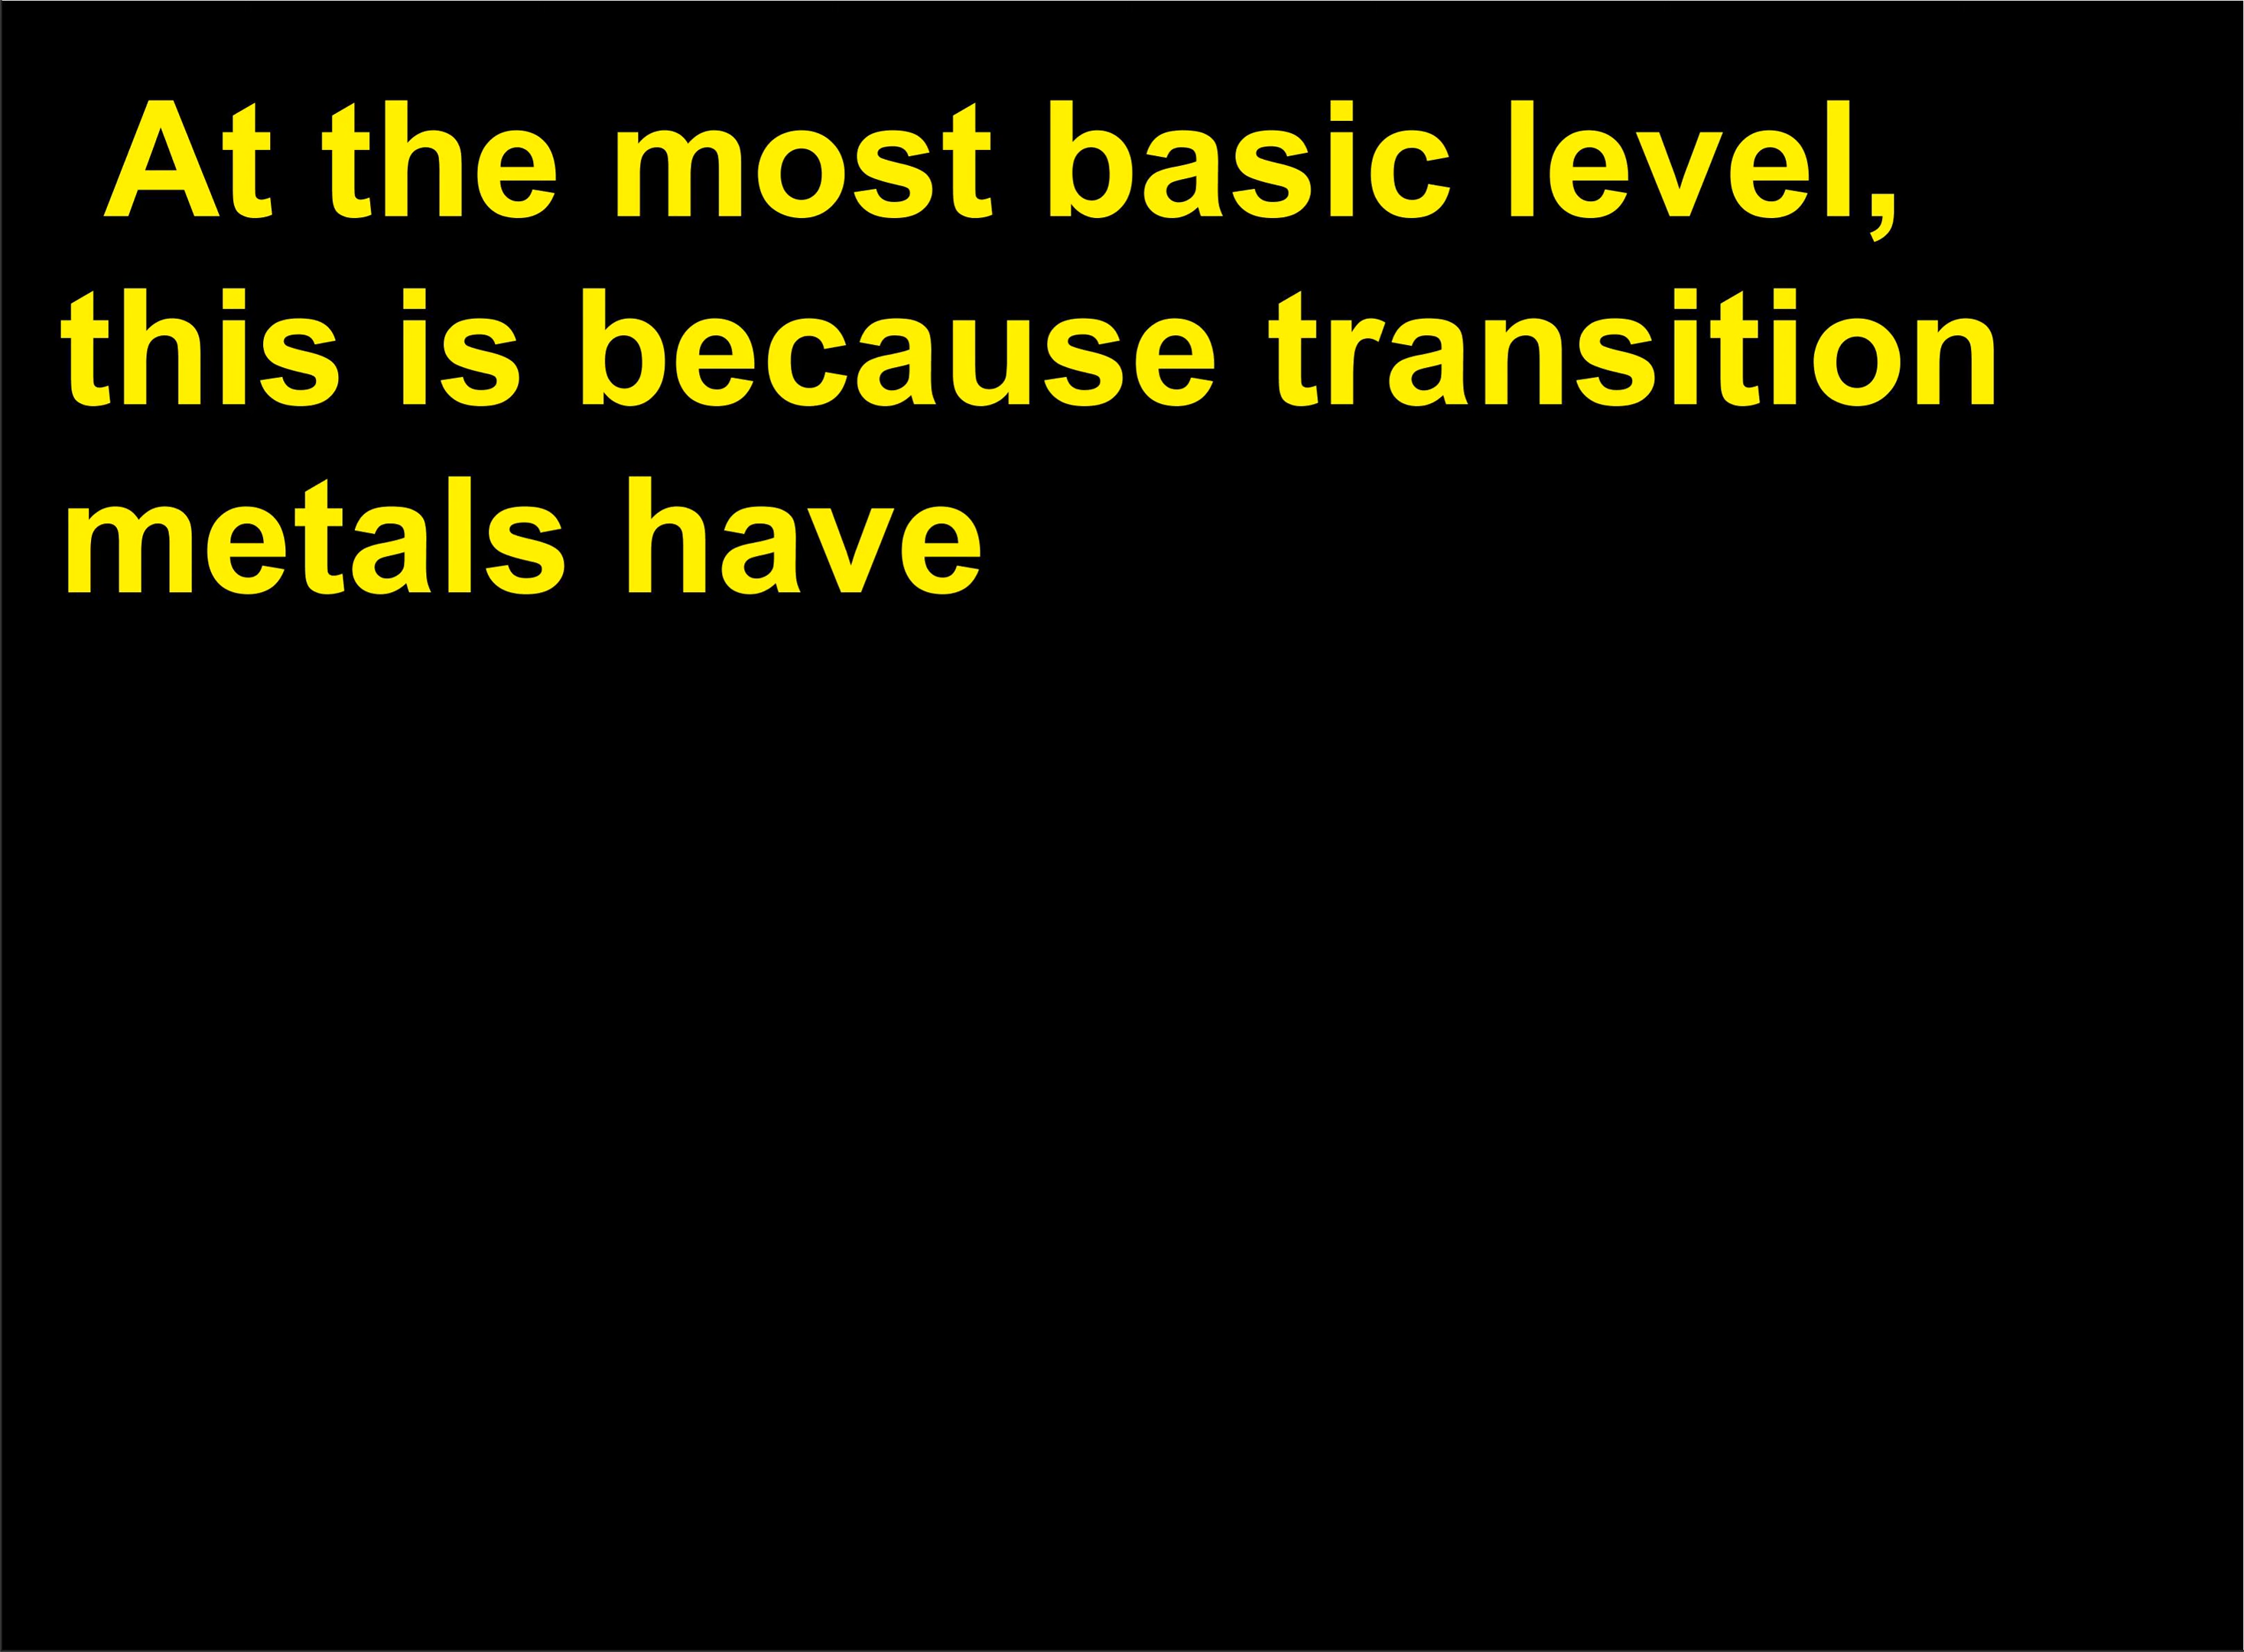 At the most basic level,
this is because transition
metals have